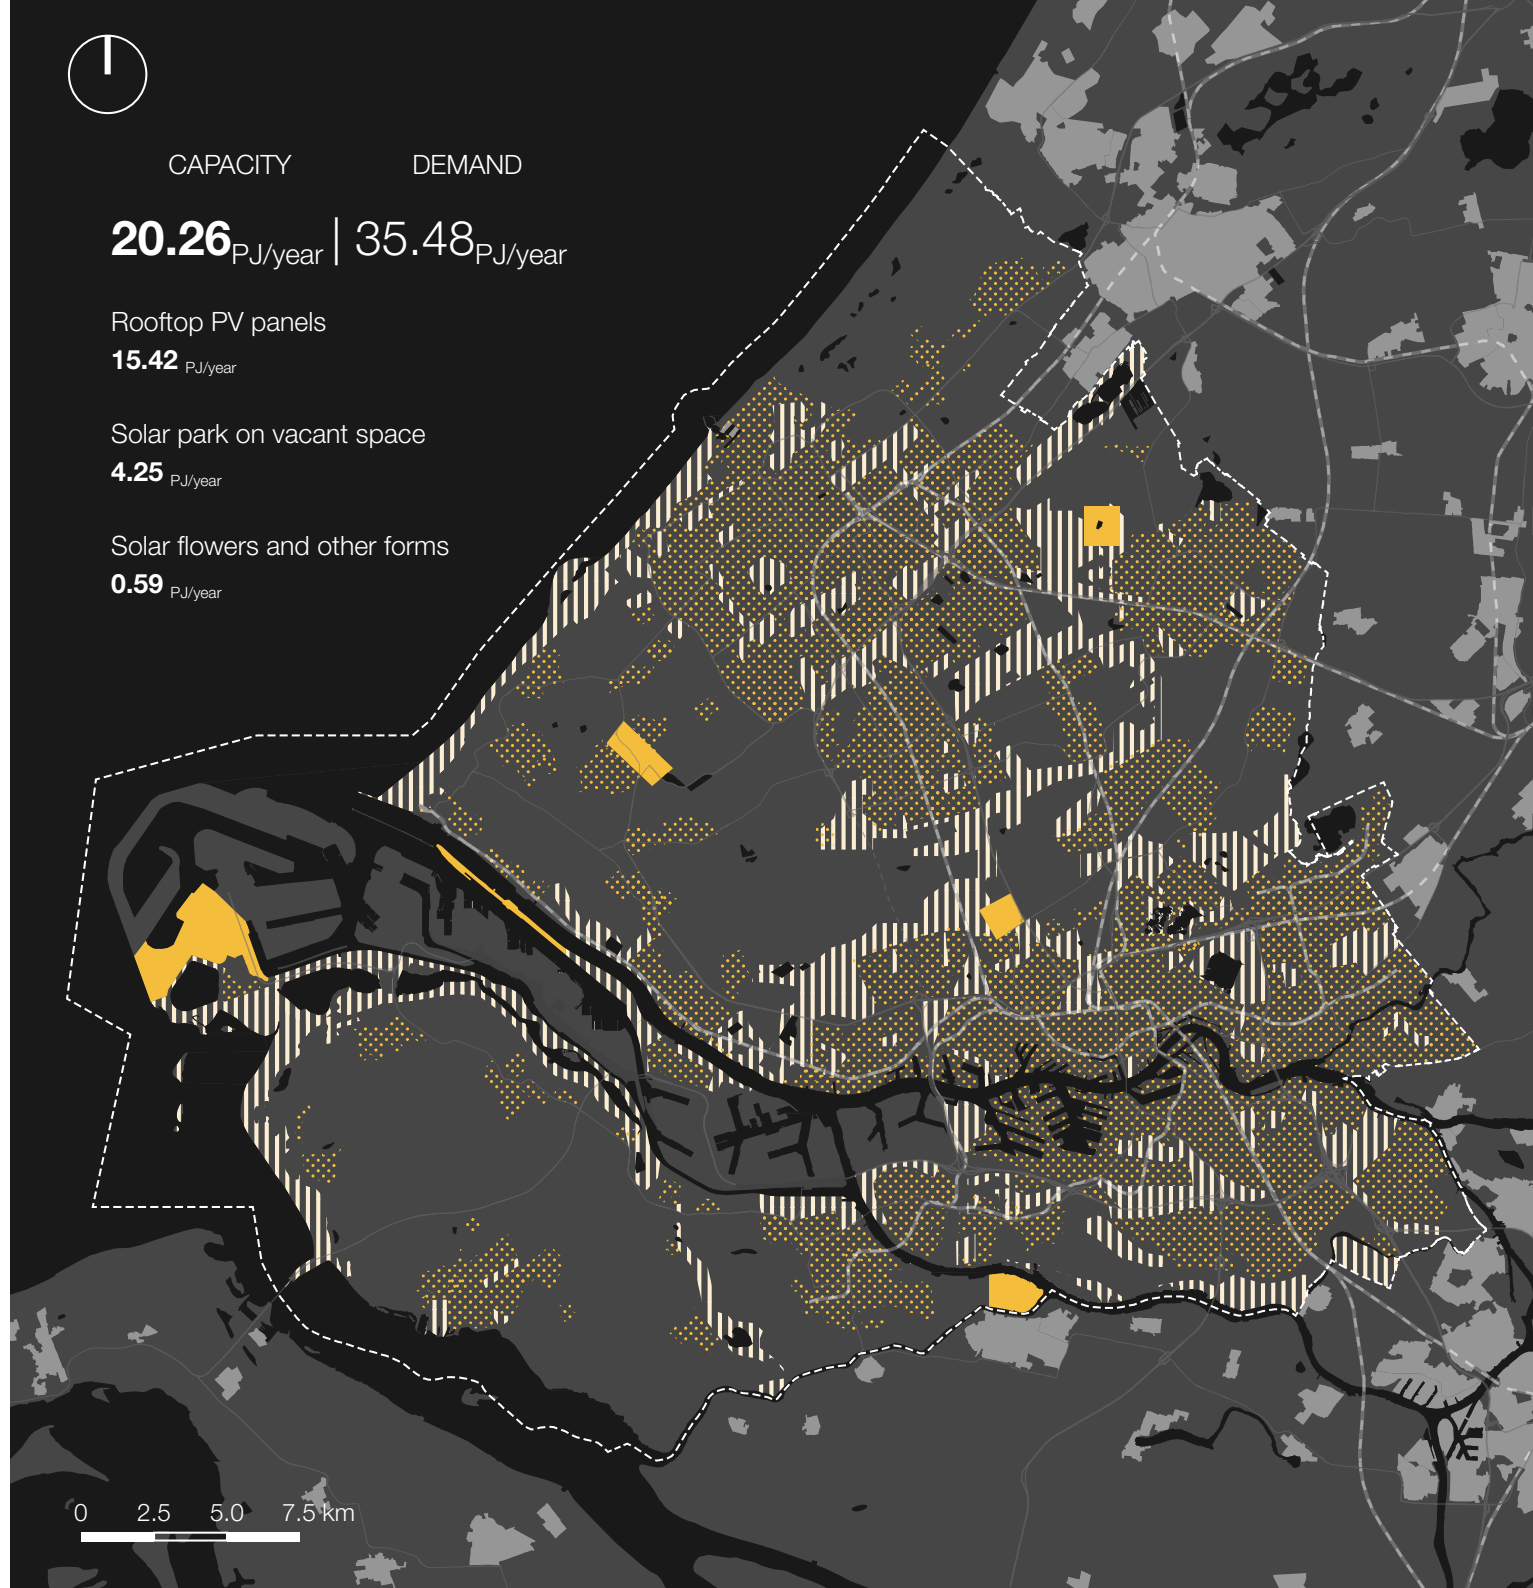 CAPACITY DEMAND
20.26PJ/year | 35.48PJ/year
Rooftop PV panels
15.42 PJ/year
Solar park on vacant space
4.25 PJ/year
Solar flowers and other forms
0.59 PJ/year
0 2.5 5.0 7.5 km